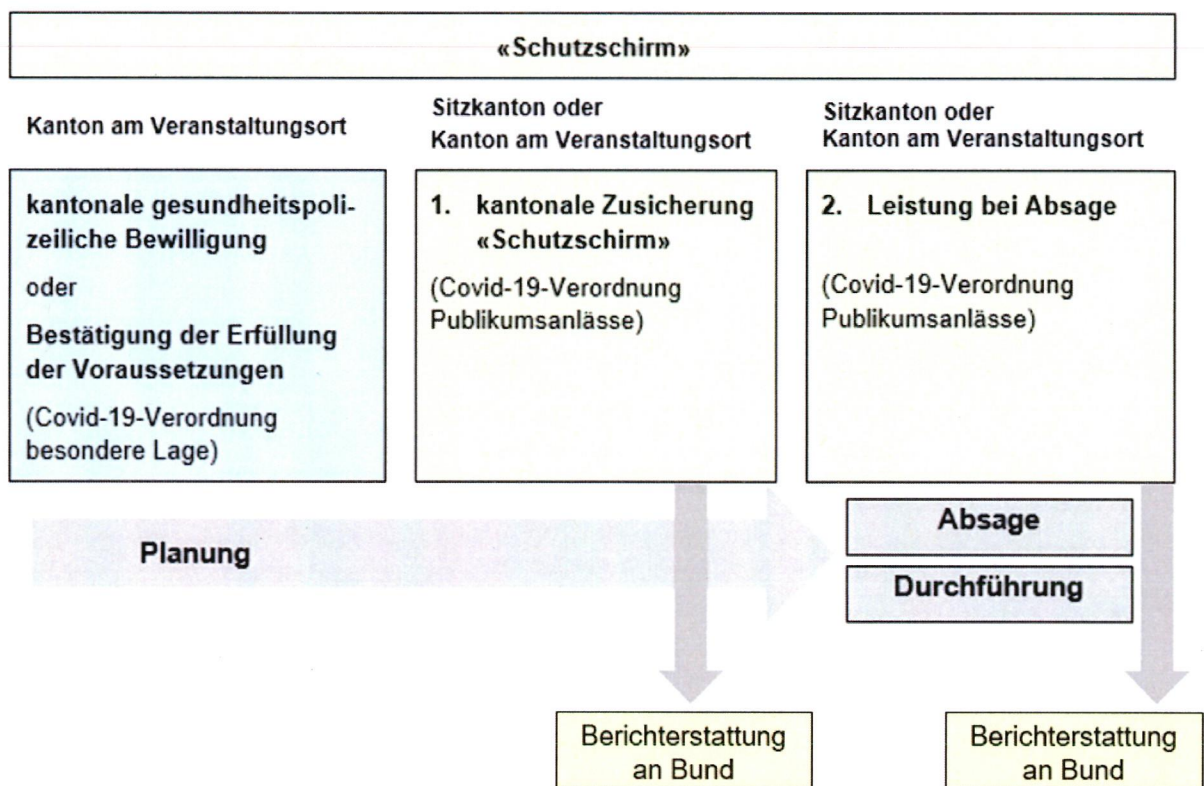 «Schutzschirm»
Kanton am Veranstaltungsort
kantonale gesundheitspoli-
zeiliche Bewilligung
oder
Bestätigung der Erfüllung
der Voraussetzungen
(Covid-19-Verordnung
besondere Lage)
Sitzkanton oder
Kanton am Veranstaltungsort
1. kantonale Zusicherung
«Schutzschirm»
(Covid-19-Verordnung
Publikumsanlässe)
Sitzkanton oder
Kanton am Veranstaltungsort
2. Leistung bei Absage
(Covid-19-Verordnung
Publikumsanlässe)
Planung
Absage
Durchführung
Berichterstattung
an Bund
Berichterstattung
an Bund